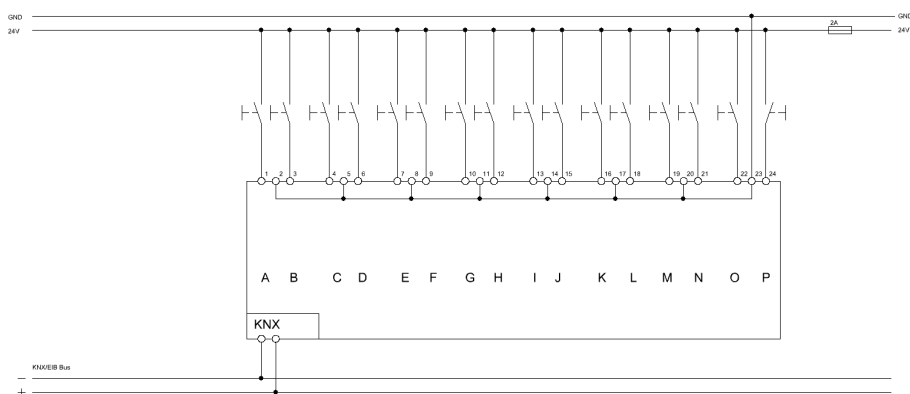 GND GND
2A
24V 24V
1 2 3 4 5 6 7 8 9 10 11 12 13 14 15 16 17 18 19 20 21 22 23 24
A B C D E F G H I J K L M N O P
KNX
KNX/EIB Bus
−
+